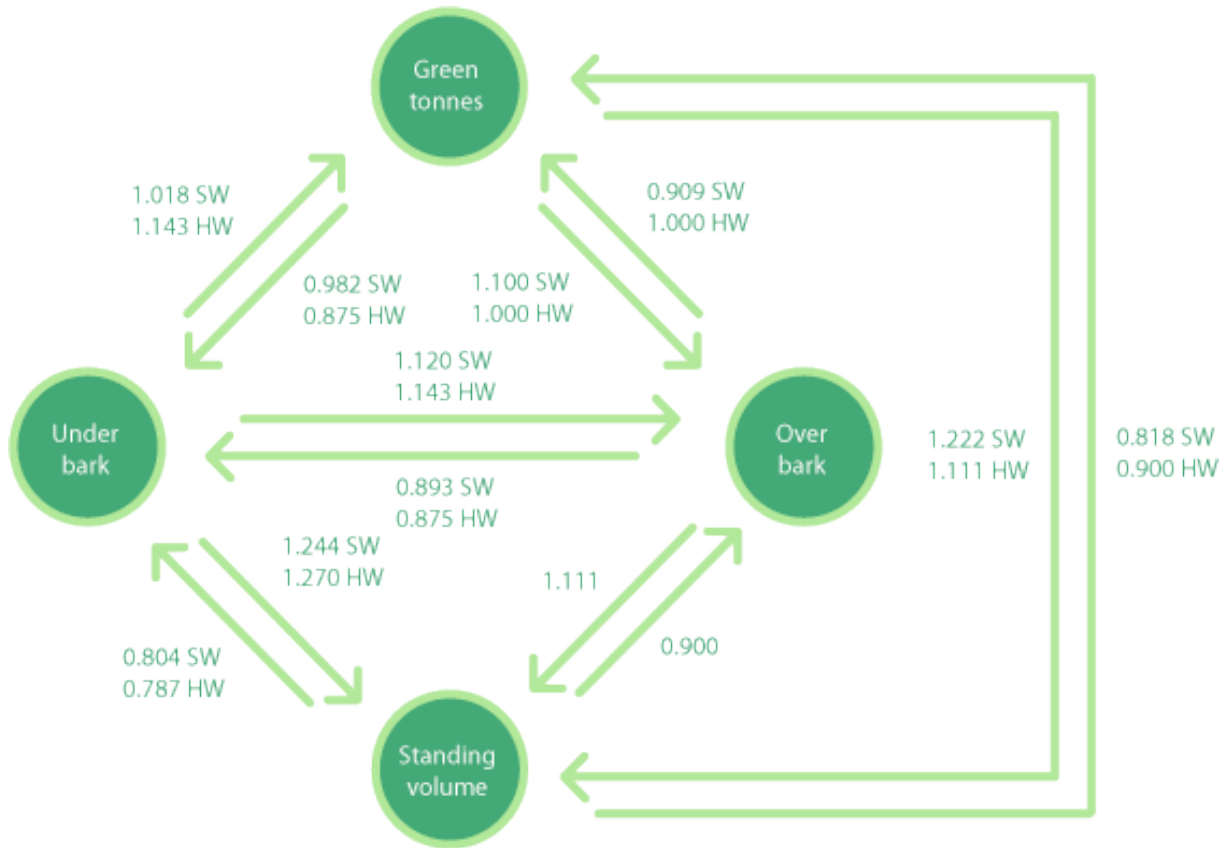 Green
tonnes
1.018 SW
1.143 HW
0.909 SW
1.000 HW
0.982 SW
0.875 HW
1.100 SW
1.000 HW
1.120 SW
1.143 HW
Under
bark
Over
bark
1.222 SW
1.111 HW
0.818 SW
0.900 HW
0.893 SW
0.875 HW
1.244 SW
1.270 HW
1.111
0.900
0.804 SW
0.787 HW
Standing
volume